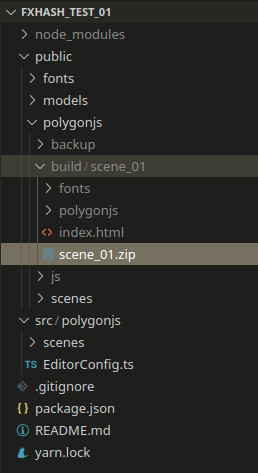 FXHASH_TEST_01
node_modules
public
fonts
models
polygonjs
backup
build / scene_01
fonts
polygonjs
<> index.html
scene_01.zip
js
scenes
src / polygonjs
scenes
TS EditorConfig.ts
.gitignore
{} package.json
README.md
yarn.lock